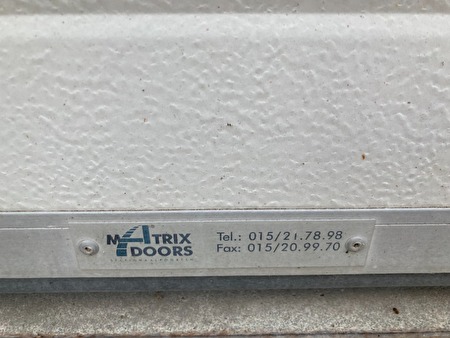 MATRIX
DOORS
Tel.: 015/21.78.98
Fax: 015/20.99.70